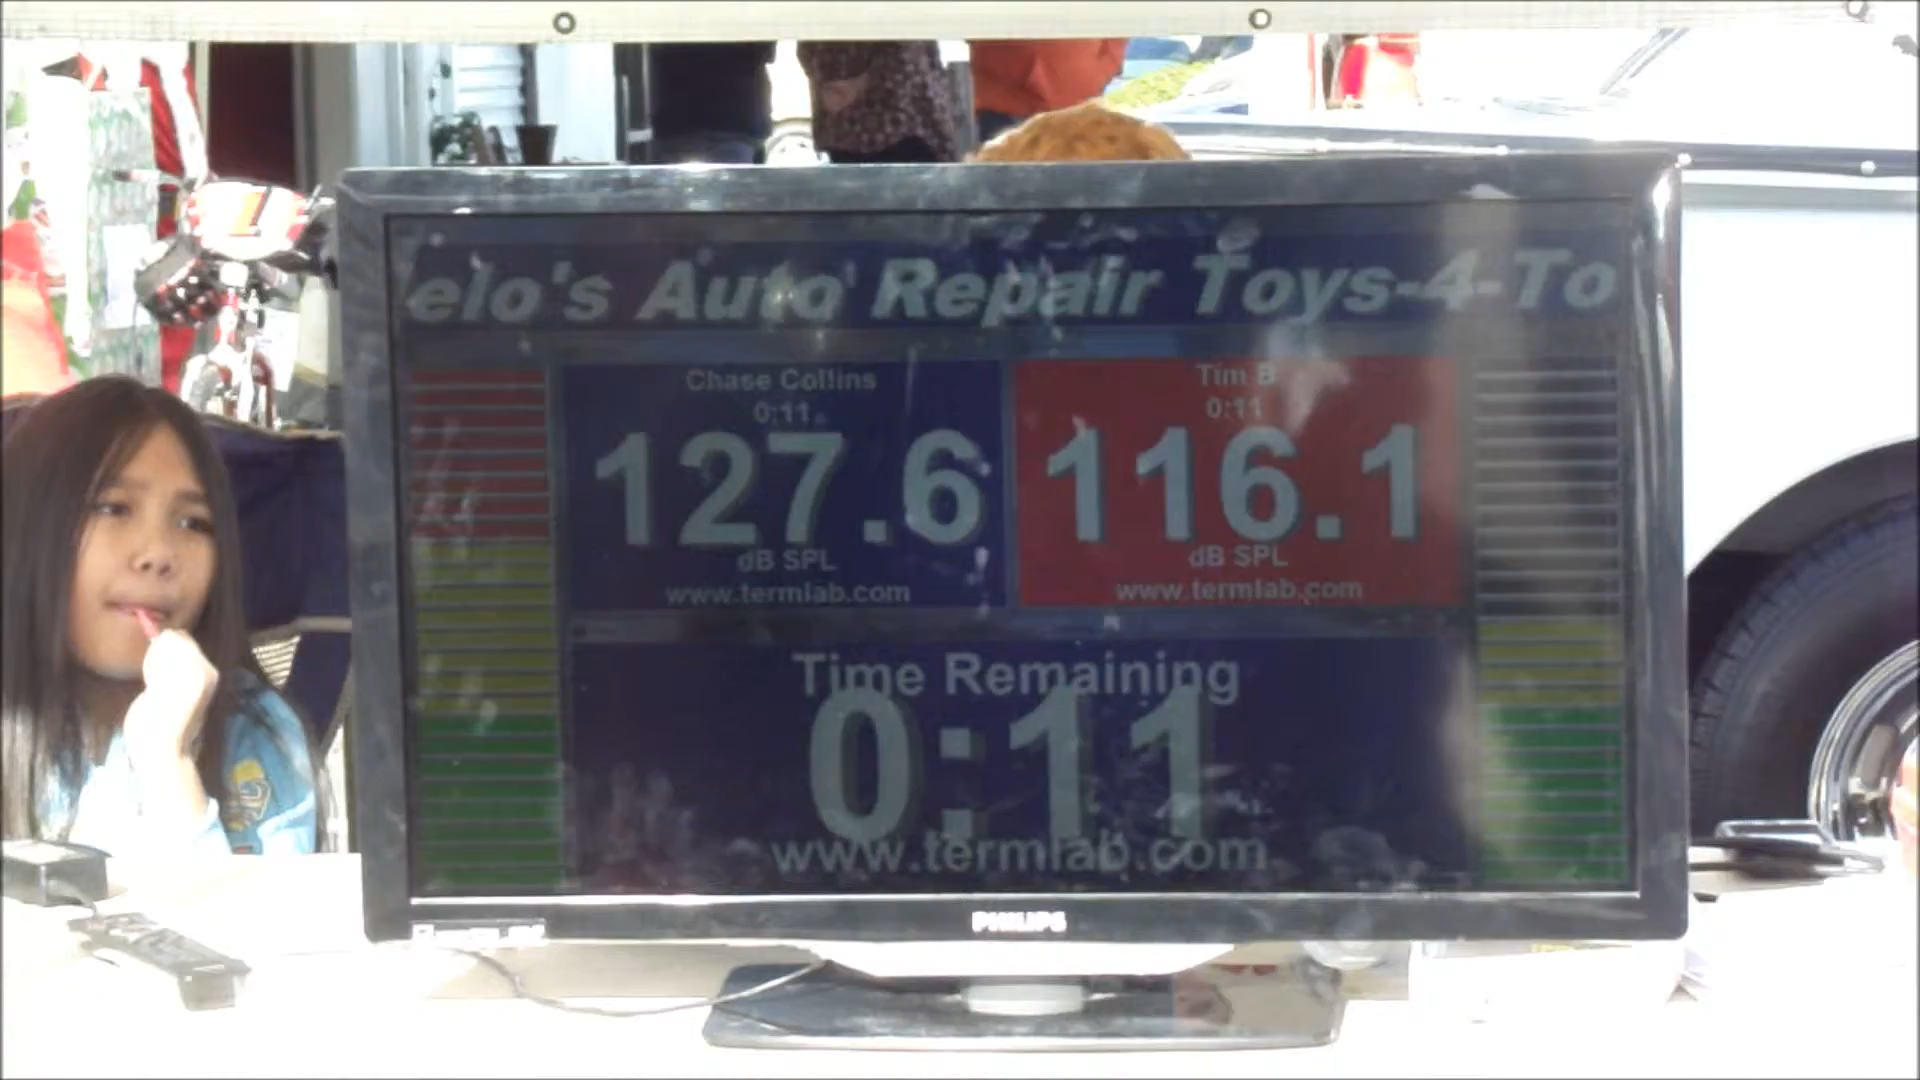 elo's Auto Repair Toys-4-To
Chase Collins
0:11
127.6
dB SPL
www.termlab.com
Tim B
0:11
116.1
dB SPL
www.termlab.com
Time Remaining
0:11
www.termlab.com
PHILIPS